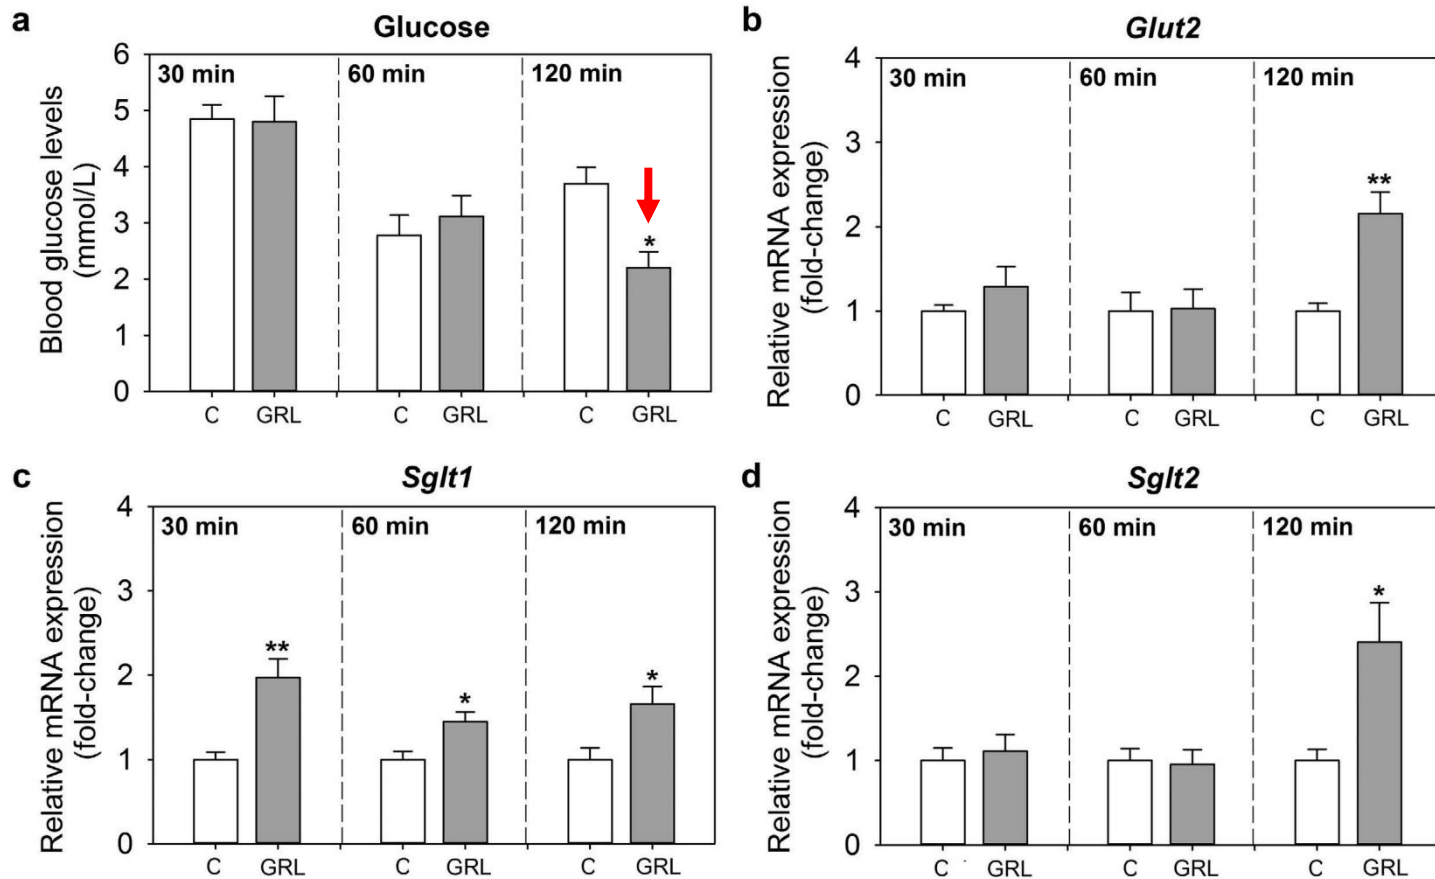 a
Glucose
Blood glucose levels
(mmol/L)
6
5
4
3
2
1
0
30 min
60 min
120 min
*
C
GRL
C
GRL
C
GRL
b
Glut2
Relative mRNA expression
(fold-change)
4
3
2
1
0
30 min
60 min
120 min
**
C
GRL
C
GRL
C
GRL
c
Sglt1
Relative mRNA expression
(fold-change)
4
3
2
1
0
30 min
60 min
120 min
**
*
*
C
GRL
C
GRL
C
GRL
d
Sglt2
Relative mRNA expression
(fold-change)
4
3
2
1
0
30 min
60 min
120 min
*
C
GRL
C
GRL
C
GRL